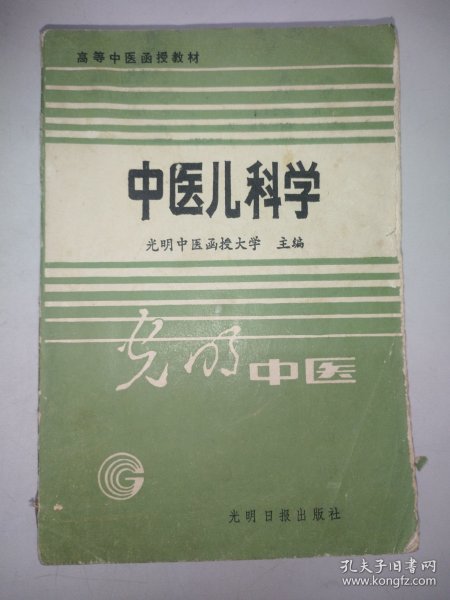 高等中医函授教材
中医儿科学
光明中医函授大学 主编
光明中医
光明日报出版社
孔夫子旧书网
www.kongfz.com